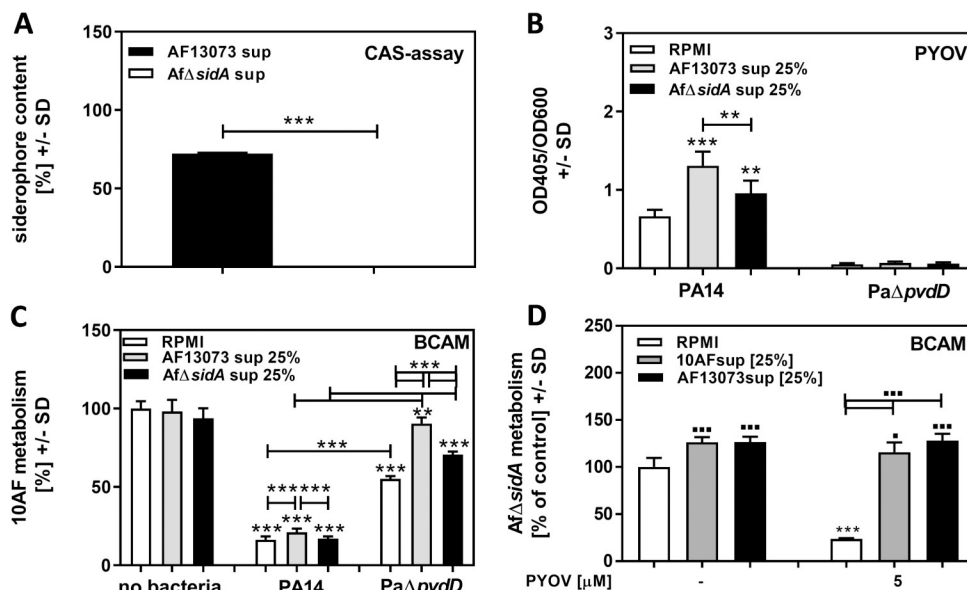 A
siderophore content
[%] +/- SD
150
100
50
0
AF13073 sup
AfΔsidA sup
CAS-assay
***
B
OD405/OD600
+/- SD
3
2
1
0
RPMI
AF13073 sup 25%
AfΔsidA sup 25%
PYOV
**
***
**
PA14
PaΔpvdD
C
10AF metabolism
[%] +/- SD
150
100
50
0
RPMI
AF13073 sup 25%
AfΔsidA sup 25%
BCAM
***
**
***
***
***
******
***
***
***
no bacteria
PA14
PaΔpvdD
D
AfΔsidA metabolism
[% of control] +/- SD
250
200
150
100
50
0
RPMI
10AFsup [25%]
AF13073sup [25%]
BCAM
***
PYOV [µM]
-
5